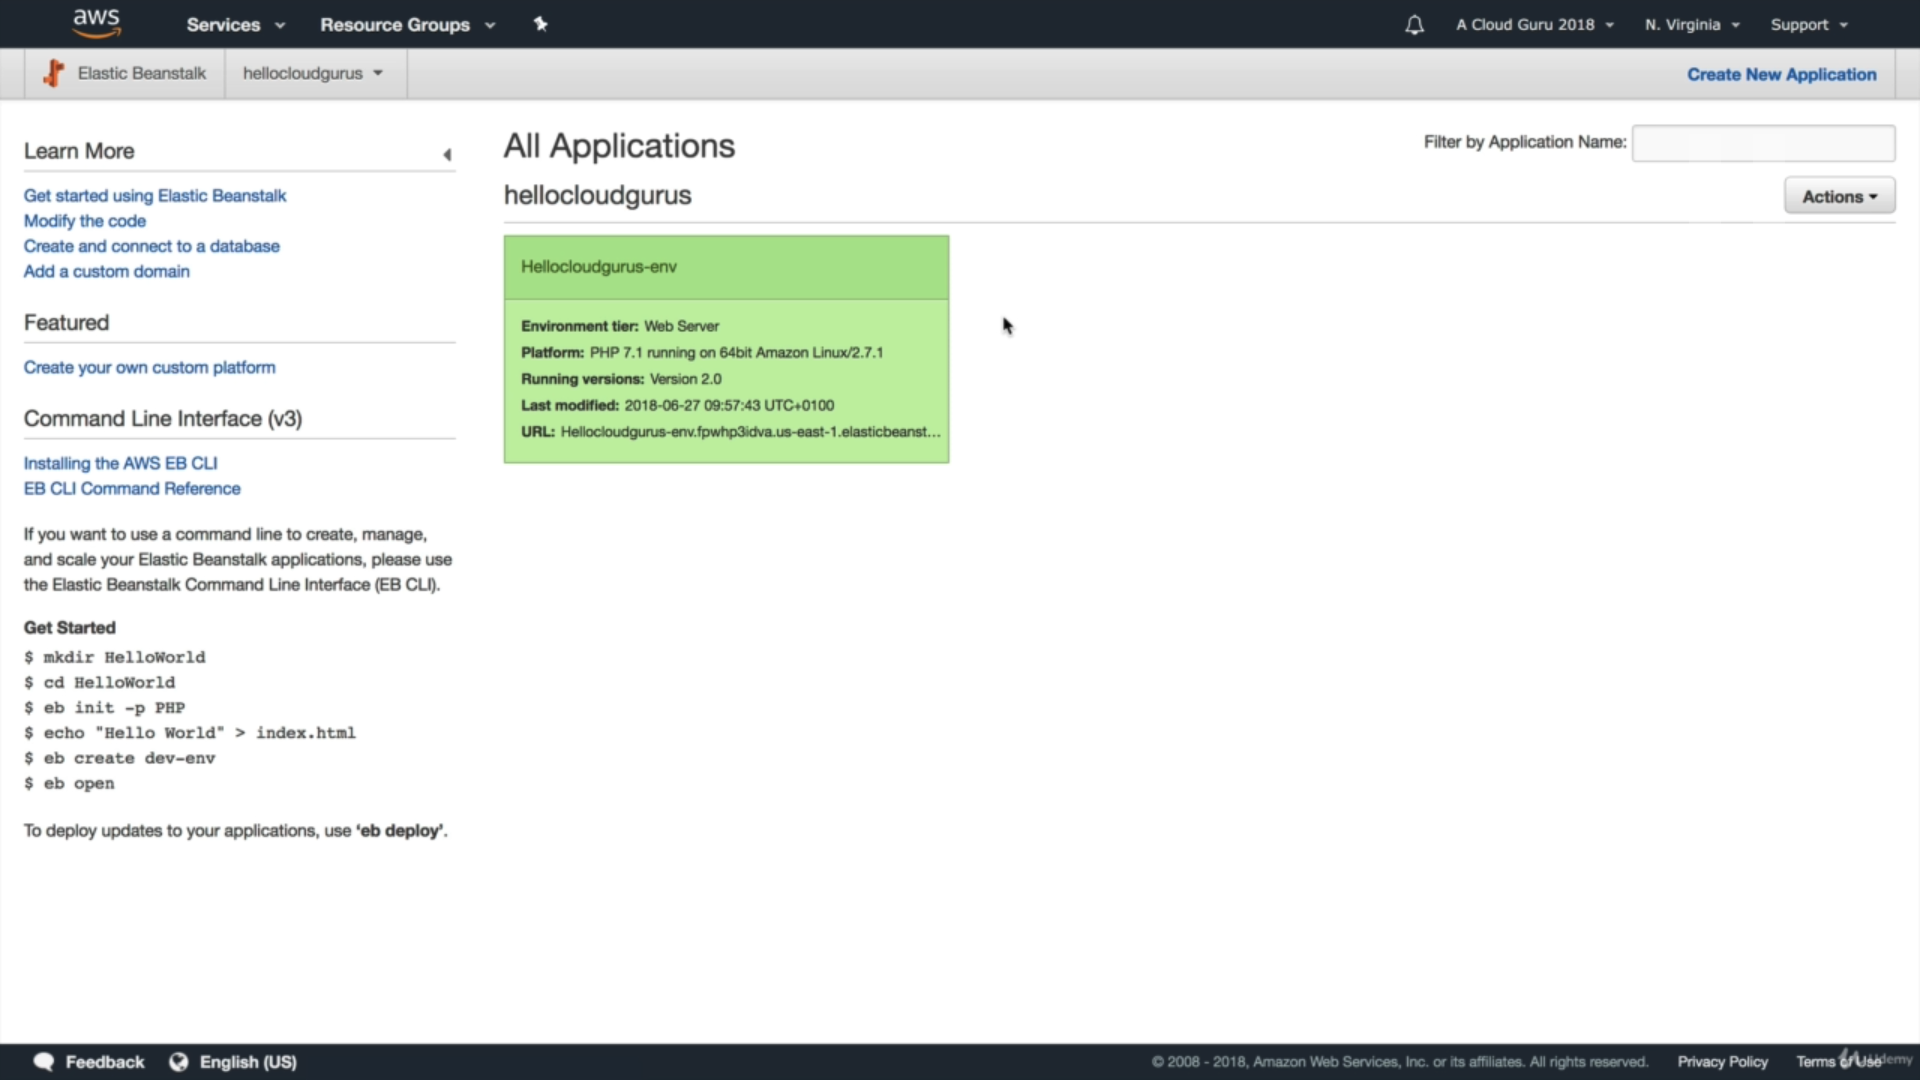 aws
Services
Resource Groups
A Cloud Guru 2018
N. Virginia
Support
Elastic Beanstalk
hellocloudgurus
Create New Application
Learn More
Get started using Elastic Beanstalk
Modify the code
Create and connect to a database
Add a custom domain
Featured
Create your own custom platform
Command Line Interface (v3)
Installing the AWS EB CLI
EB CLI Command Reference
If you want to use a command line to create, manage,
and scale your Elastic Beanstalk applications, please use
the Elastic Beanstalk Command Line Interface (EB CLI).
Get Started
$ mkdir HelloWorld
$ cd HelloWorld
$ eb init -p PHP
$ echo "Hello World" > index.html
$ eb create dev-env
$ eb open
To deploy updates to your applications, use ‘eb deploy’.
All Applications
Filter by Application Name:
hellocloudgurus
Actions
Hellocloudgurus-env
Environment tier: Web Server
Platform: PHP 7.1 running on 64bit Amazon Linux/2.7.1
Running versions: Version 2.0
Last modified: 2018-06-27 09:57:43 UTC+0100
URL: Hellocloudgurus-env.fpwhp3idva.us-east-1.elasticbeanst...
Feedback
English (US)
© 2008 - 2018, Amazon Web Services, Inc. or its affiliates. All rights reserved.
Privacy Policy
Terms of Use